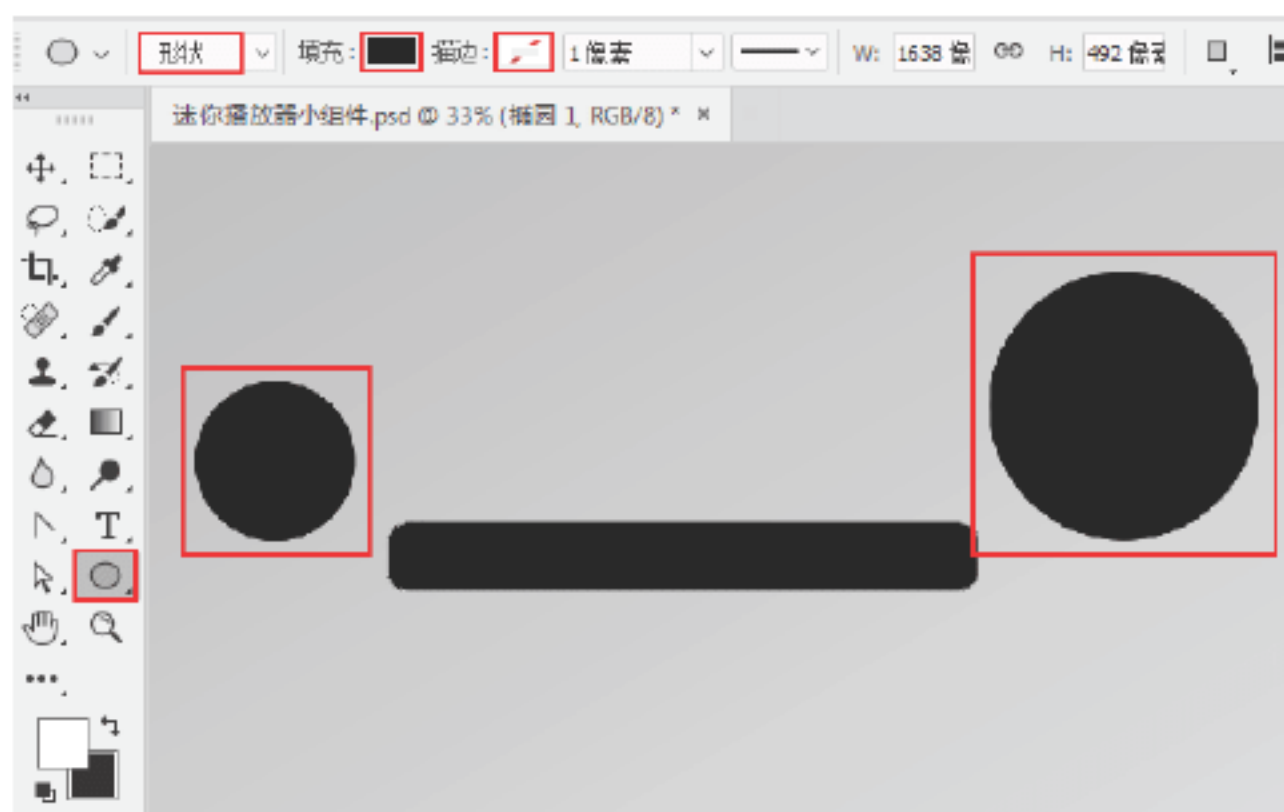 形状 填充: 描边: 1 像素 W: 1638 像 H: 492 像素
迷你播放器小组件.psd @ 33% (椭圆 1, RGB/8) * ×
T